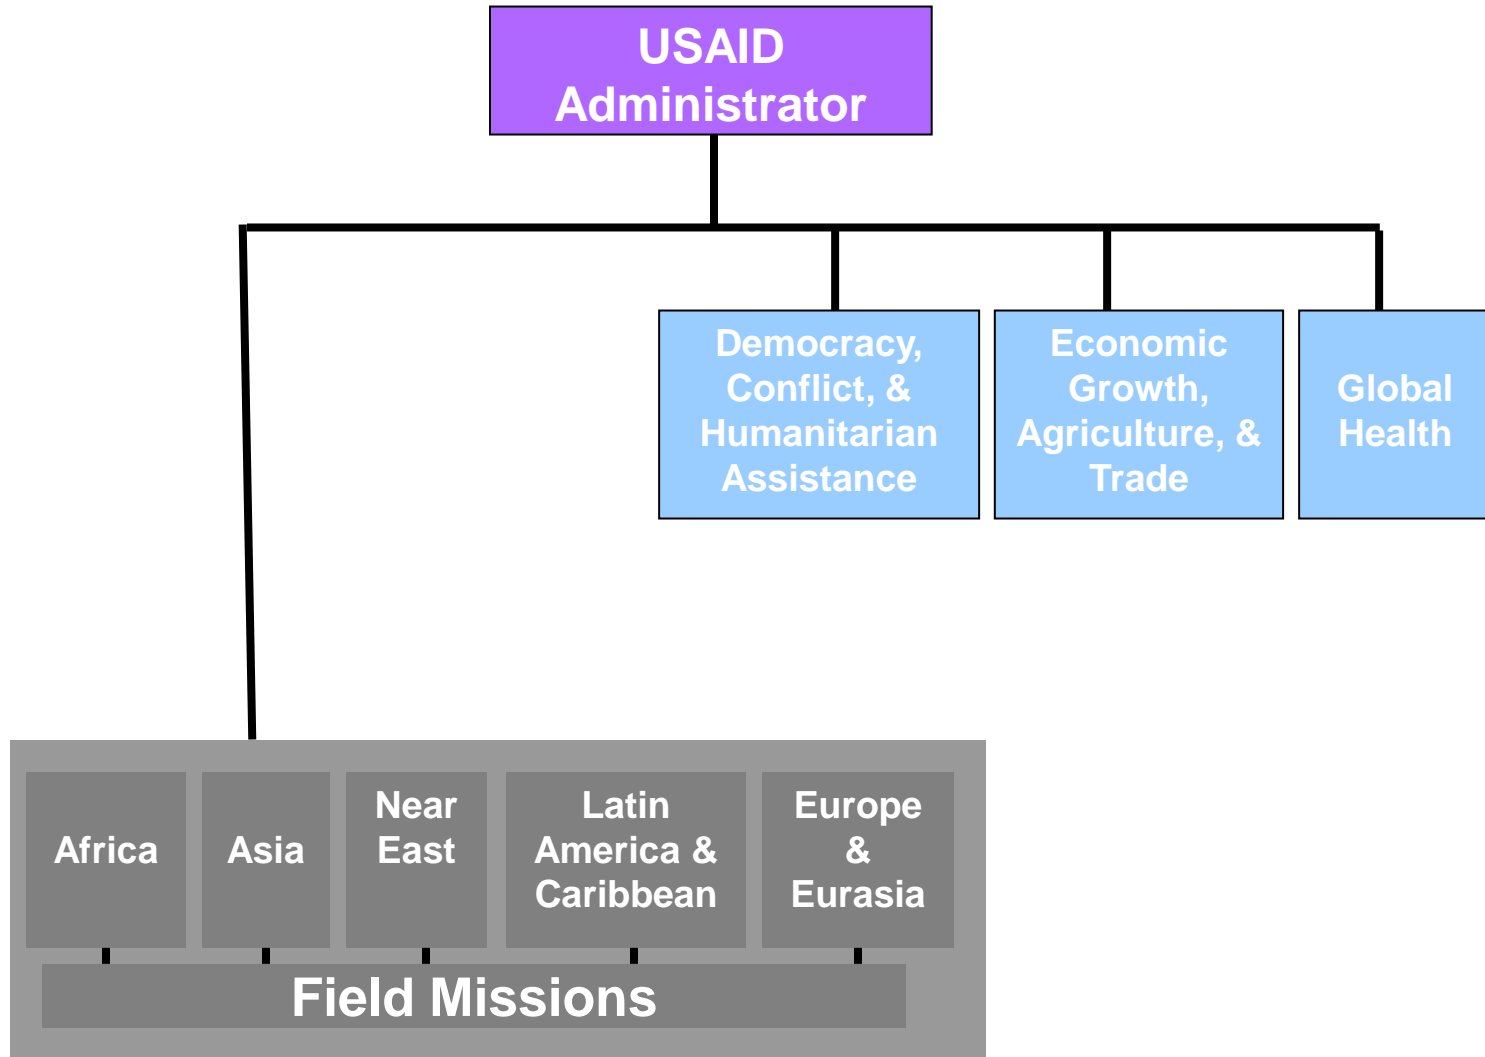 USAID
Administrator
Democracy,
Conflict, &
Humanitarian
Assistance
Economic
Growth,
Agriculture, &
Trade
Global
Health
Africa
Asia
Near
East
Latin
America &
Caribbean
Europe
&
Eurasia
Field Missions